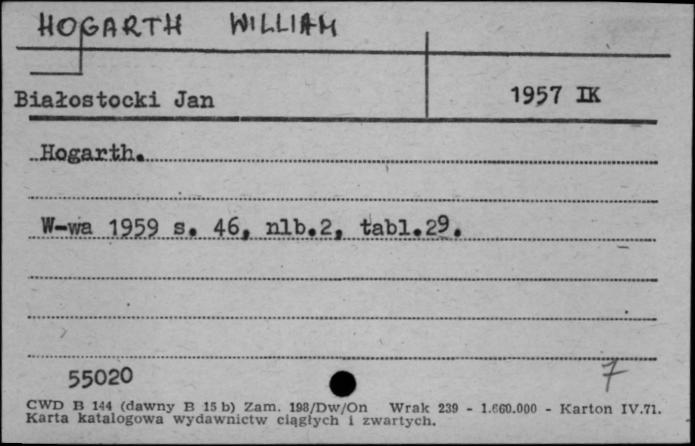 HOGARTH WILLIAM
Białostocki Jan 1957 IK
Hogarth.
W-wa 1959 s. 46, nlb.2, tabl.29.
55020 7
CWD B 144 (dawny B 15 b) Zam. 198/Dw/On Wrak 239 - 1.660.000 - Karton IV.71.
Karta katalogowa wydawnictw ciągłych i zwartych.